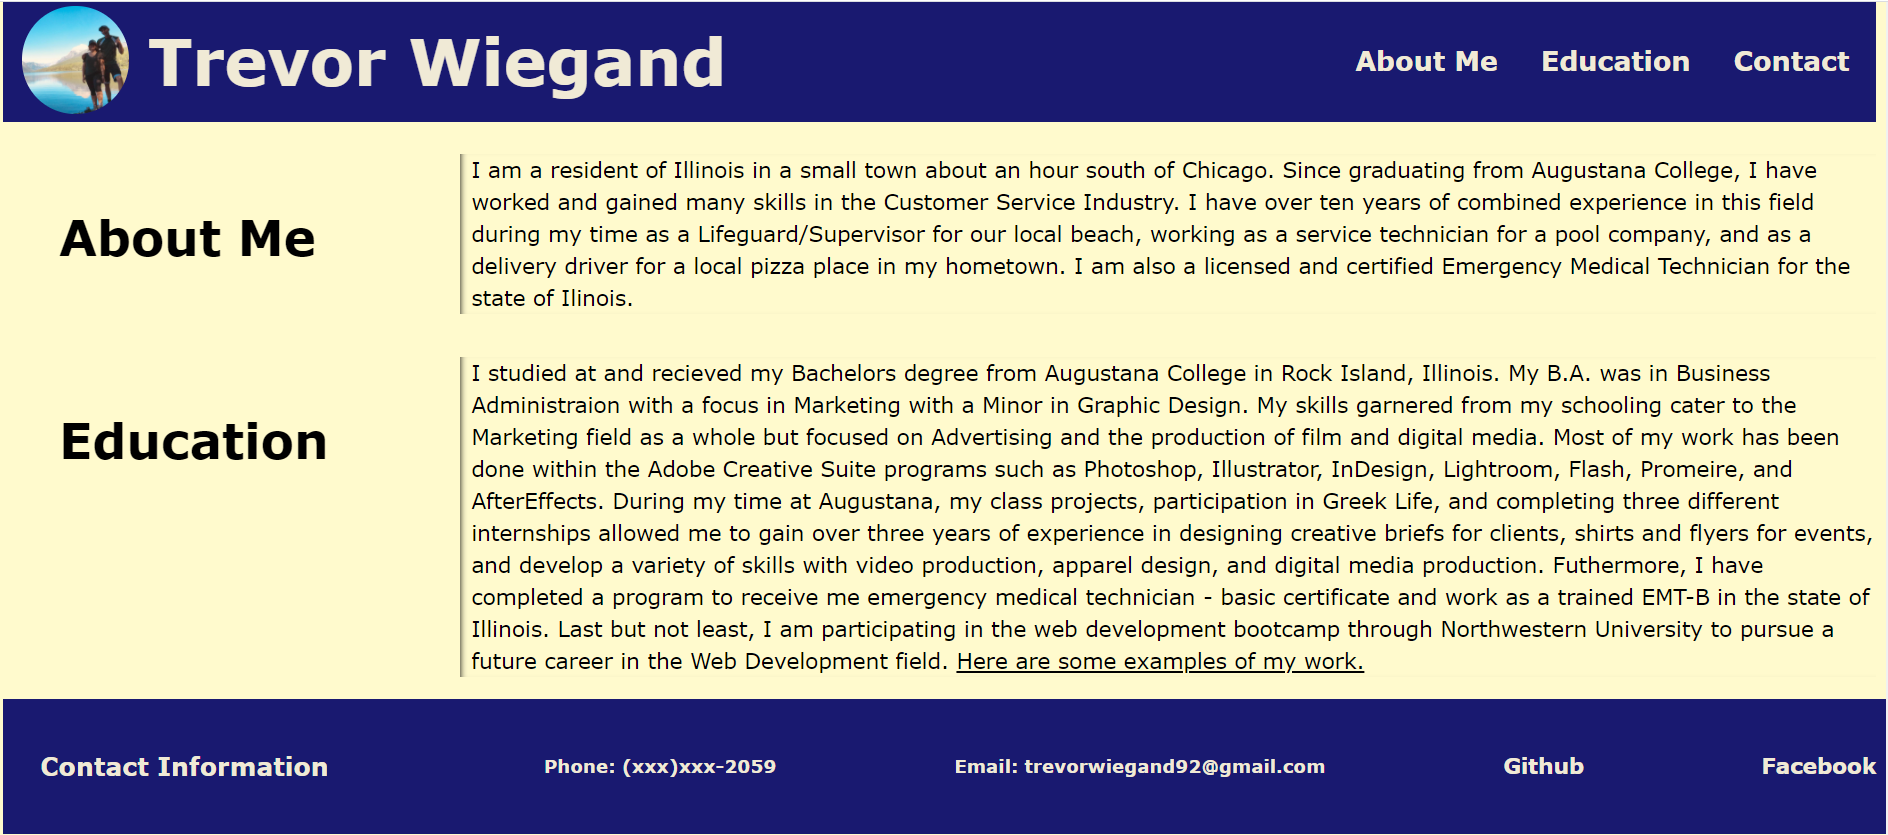 Trevor Wiegand
About Me Education Contact
About Me
I am a resident of Illinois in a small town about an hour south of Chicago. Since graduating from Augustana College, I have
worked and gained many skills in the Customer Service Industry. I have over ten years of combined experience in this field
during my time as a Lifeguard/Supervisor for our local beach, working as a service technician for a pool company, and as a
delivery driver for a local pizza place in my hometown. I am also a licensed and certified Emergency Medical Technician for the
state of Ilinois.
Education
I studied at and recieved my Bachelors degree from Augustana College in Rock Island, Illinois. My B.A. was in Business
Administraion with a focus in Marketing with a Minor in Graphic Design. My skills garnered from my schooling cater to the
Marketing field as a whole but focused on Advertising and the production of film and digital media. Most of my work has been
done within the Adobe Creative Suite programs such as Photoshop, Illustrator, InDesign, Lightroom, Flash, Promeire, and
AfterEffects. During my time at Augustana, my class projects, participation in Greek Life, and completing three different
internships allowed me to gain over three years of experience in designing creative briefs for clients, shirts and flyers for events,
and develop a variety of skills with video production, apparel design, and digital media production. Futhermore, I have
completed a program to receive me emergency medical technician - basic certificate and work as a trained EMT-B in the state of
Illinois. Last but not least, I am participating in the web development bootcamp through Northwestern University to pursue a
future career in the Web Development field. Here are some examples of my work.
Contact Information
Phone: (xxx)xxx-2059
Email: trevorwiegand92@gmail.com
Github
Facebook